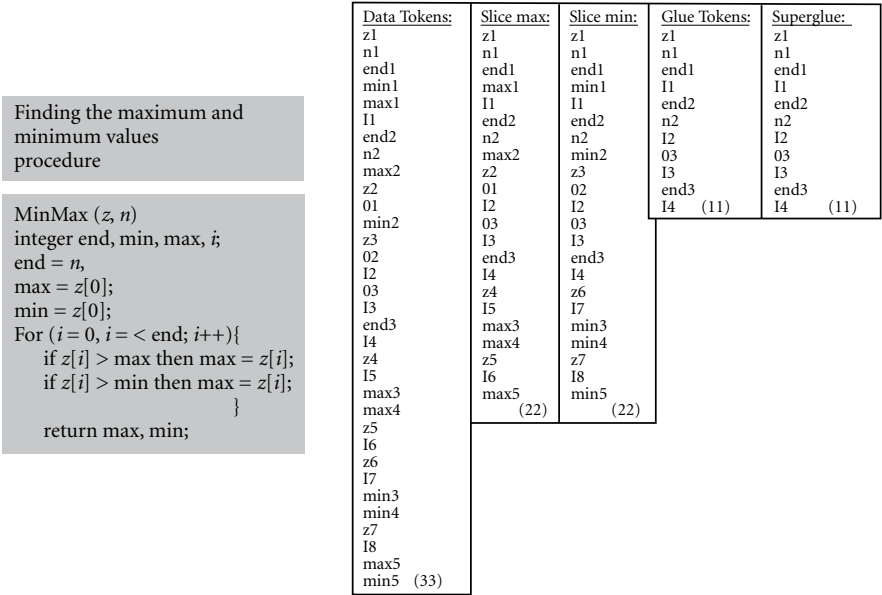 Finding the maximum and
minimum values
procedure
MinMax (z, n)
integer end, min, max, i;
end = n,
max = z[0];
min = z[0];
For (i = 0, i = < end; i++){
if z[i] > max then max = z[i];
if z[i] > min then max = z[i];
}
return max, min;
Data Tokens:
z1
n1
end1
min1
max1
I1
end2
n2
max2
z2
01
min2
z3
02
I2
03
I3
end3
I4
z4
I5
max3
max4
z5
I6
z6
I7
min3
min4
z7
I8
max5
min5 (33)
Slice max:
z1
n1
end1
max1
I1
end2
n2
max2
z2
01
I2
03
I3
end3
I4
z4
I5
max3
max4
z5
I6
max5
(22)
Slice min:
z1
n1
end1
min1
I1
end2
n2
min2
z3
02
I2
03
I3
end3
I4
z6
I7
min3
min4
z7
I8
min5
(22)
Glue Tokens:
z1
n1
end1
I1
end2
n2
I2
03
I3
end3
I4 (11)
Superglue:
z1
n1
end1
I1
end2
n2
I2
03
I3
end3
I4 (11)